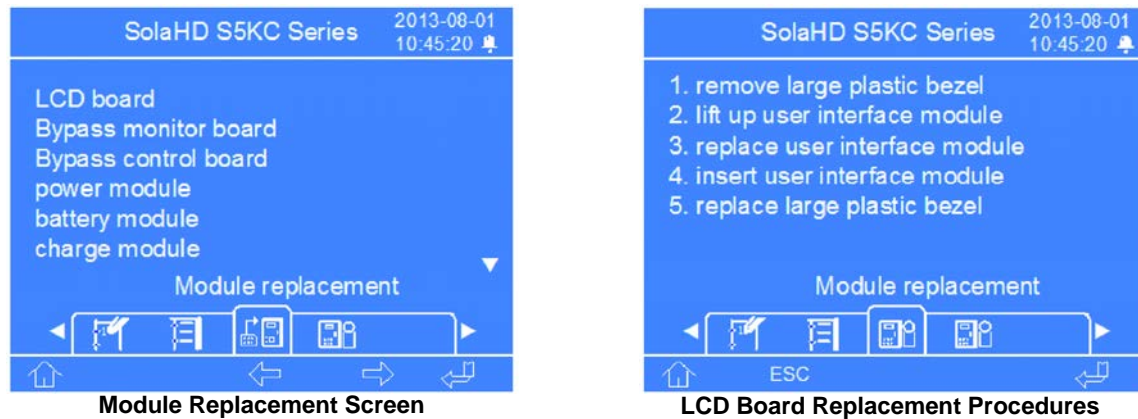 SolaHD S5KC Series
2013-08-01
10:45:20
LCD board
Bypass monitor board
Bypass control board
power module
battery module
charge module
Module replacement
Module Replacement Screen
SolaHD S5KC Series
2013-08-01
10:45:20
1. remove large plastic bezel
2. lift up user interface module
3. replace user interface module
4. insert user interface module
5. replace large plastic bezel
Module replacement
ESC
LCD Board Replacement Procedures